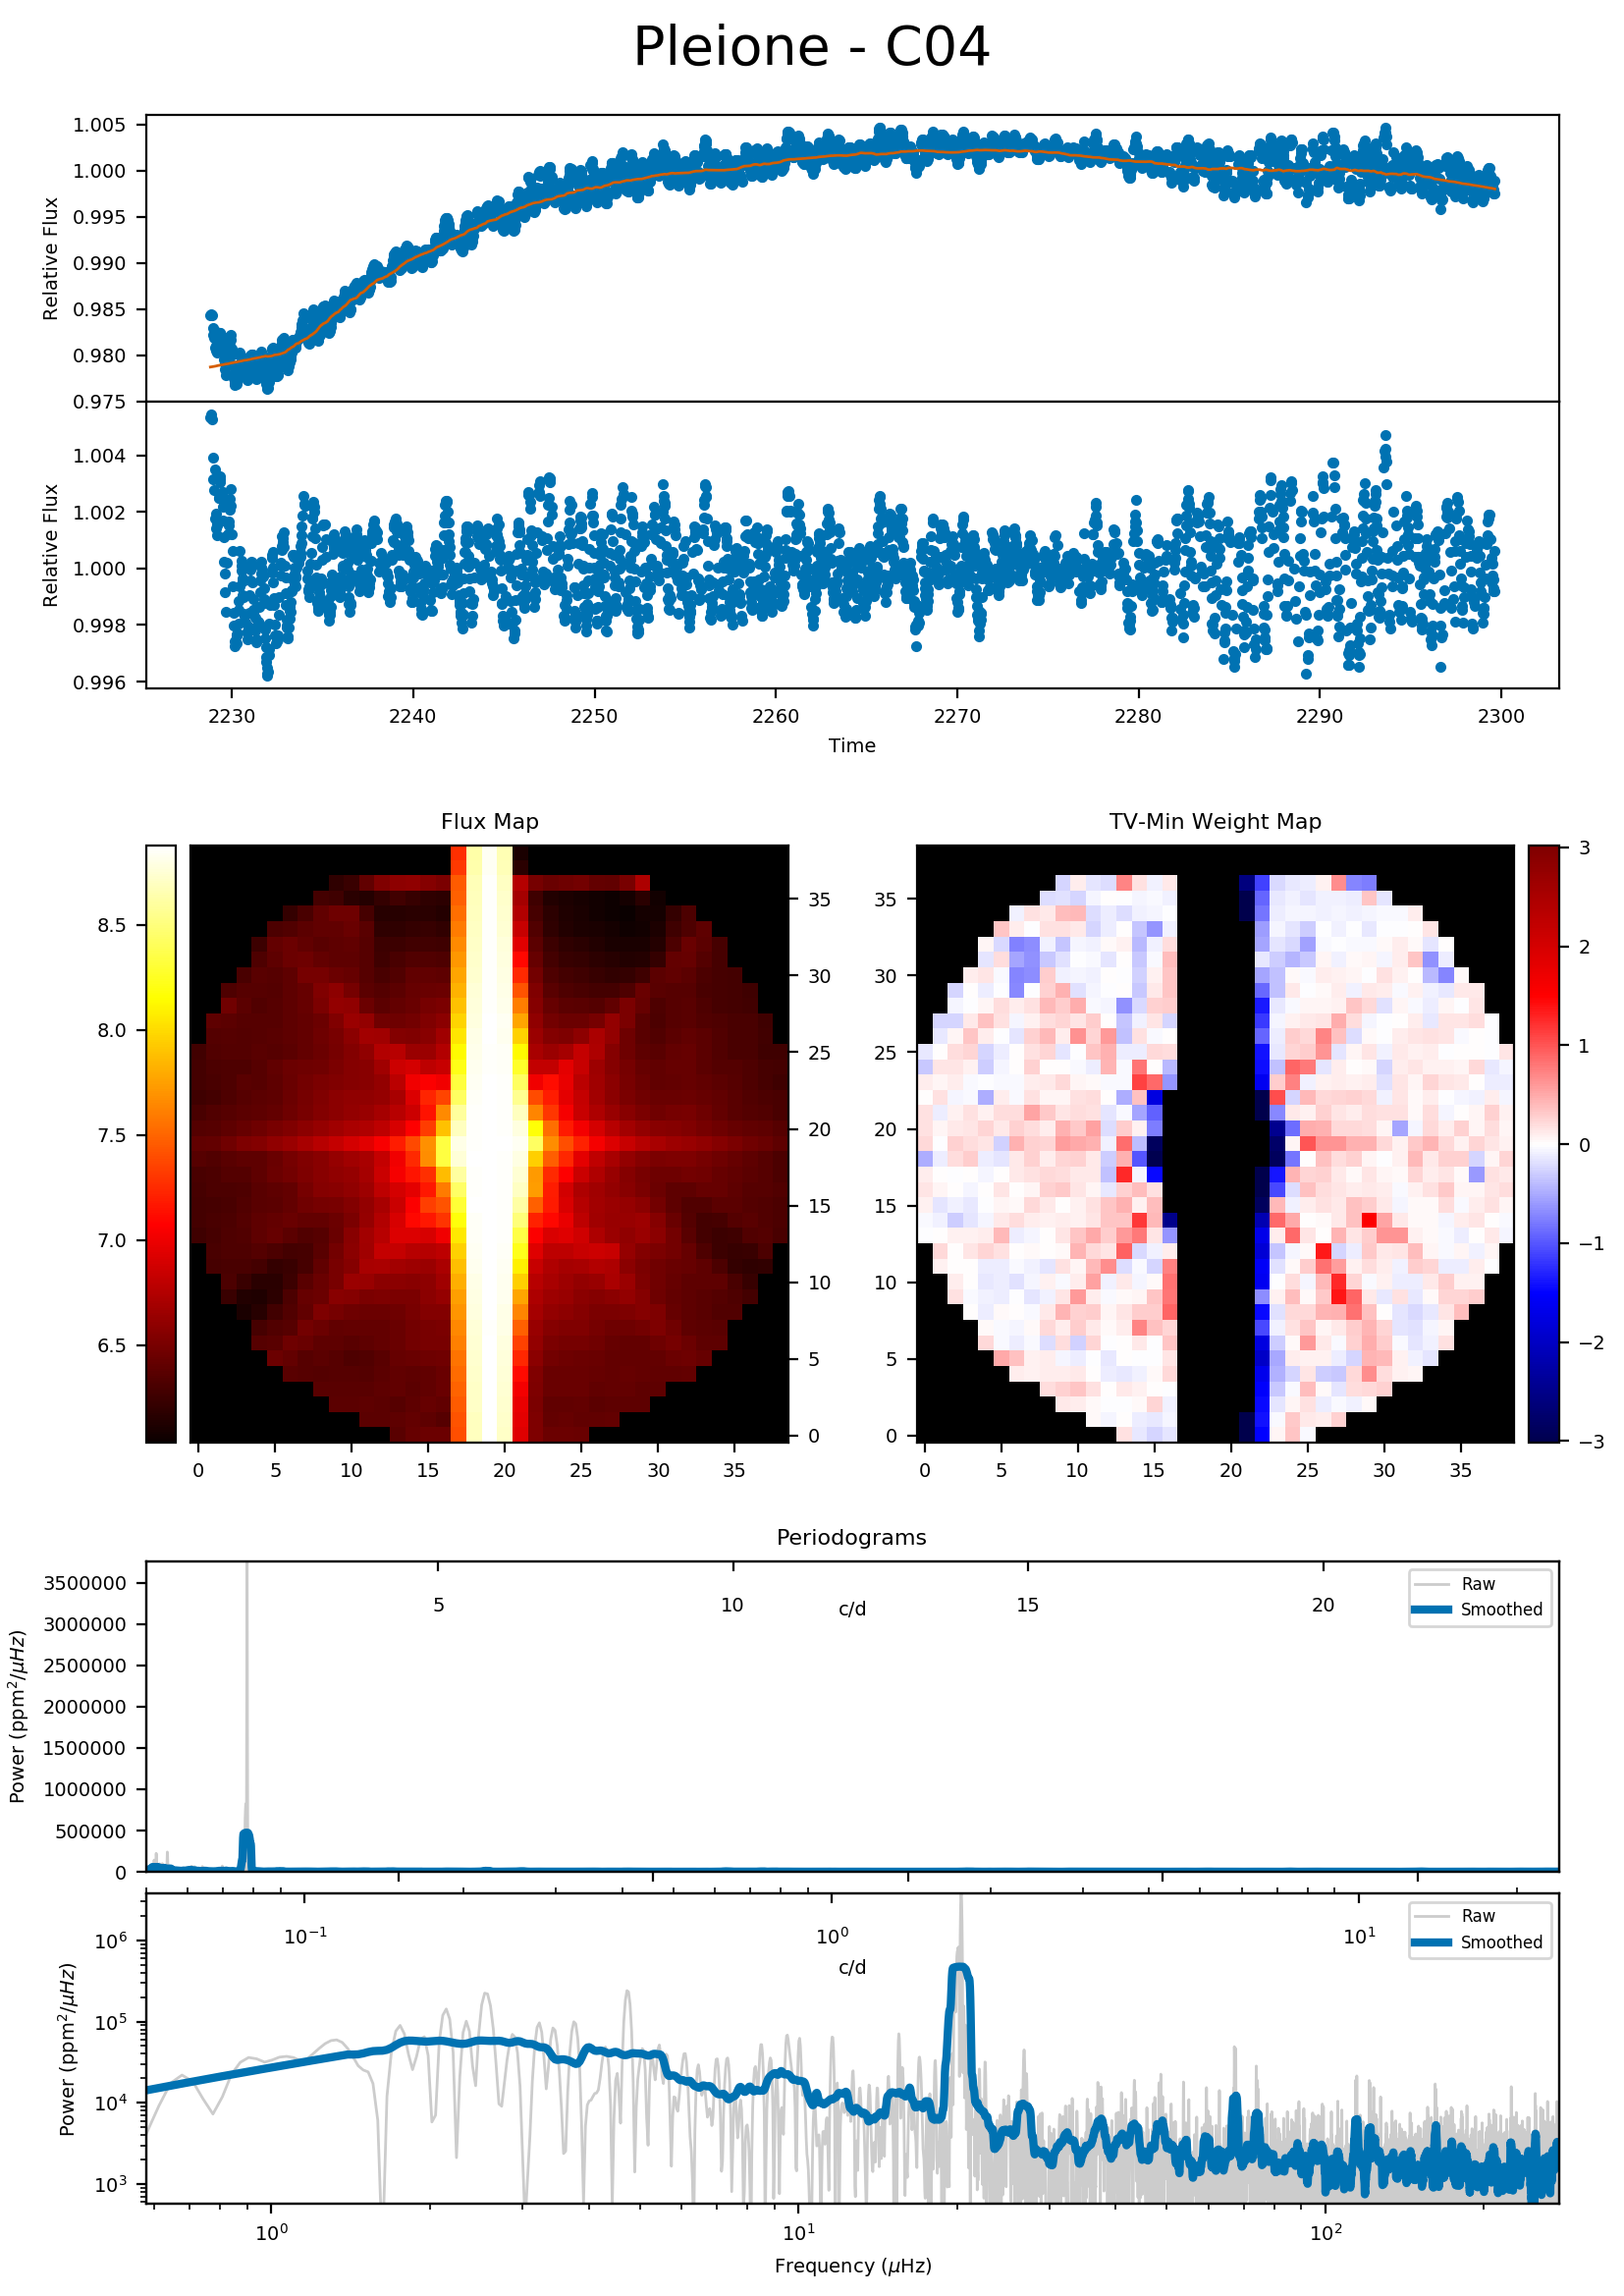 Pleione - C04
1.005
1.000
0.995
0.990
0.985
0.980
0.975
Relative Flux
1.004
1.002
1.000
0.998
0.996
Relative Flux
2230 2240 2250 2260 2270 2280 2290 2300
Time
Flux Map
8.5
8.0
7.5
7.0
6.5
35
30
25
20
15
10
5
0
0 5 10 15 20 25 30 35
TV-Min Weight Map
35
30
25
20
15
10
5
0
0 5 10 15 20 25 30 35
3
2
1
0
−1
−2
−3
Periodograms
3500000
3000000
2500000
2000000
1500000
1000000
500000
0
Power (ppm²/μHz)
5 10 15 20
c/d
Raw
Smoothed
10⁶
10⁵
10⁴
10³
Power (ppm²/μHz)
10⁻¹ 10⁰ 10¹
c/d
Raw
Smoothed
10⁰ 10¹ 10²
Frequency (μHz)